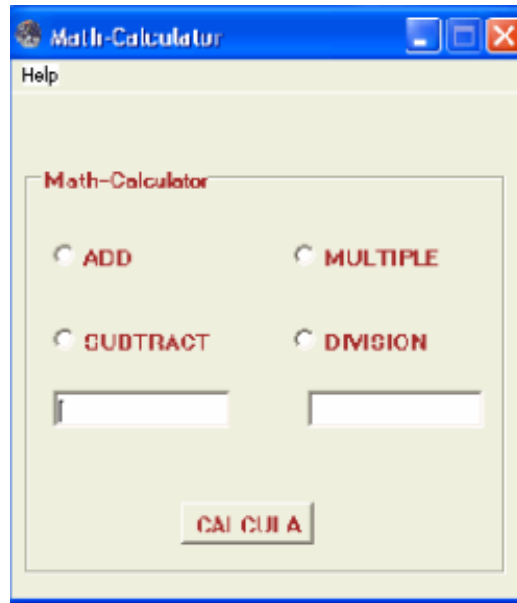 Math-Calculator
Help
Math-Calculator
ADD MULTIPLE
SUBTRACT DIVISION
CALCULA